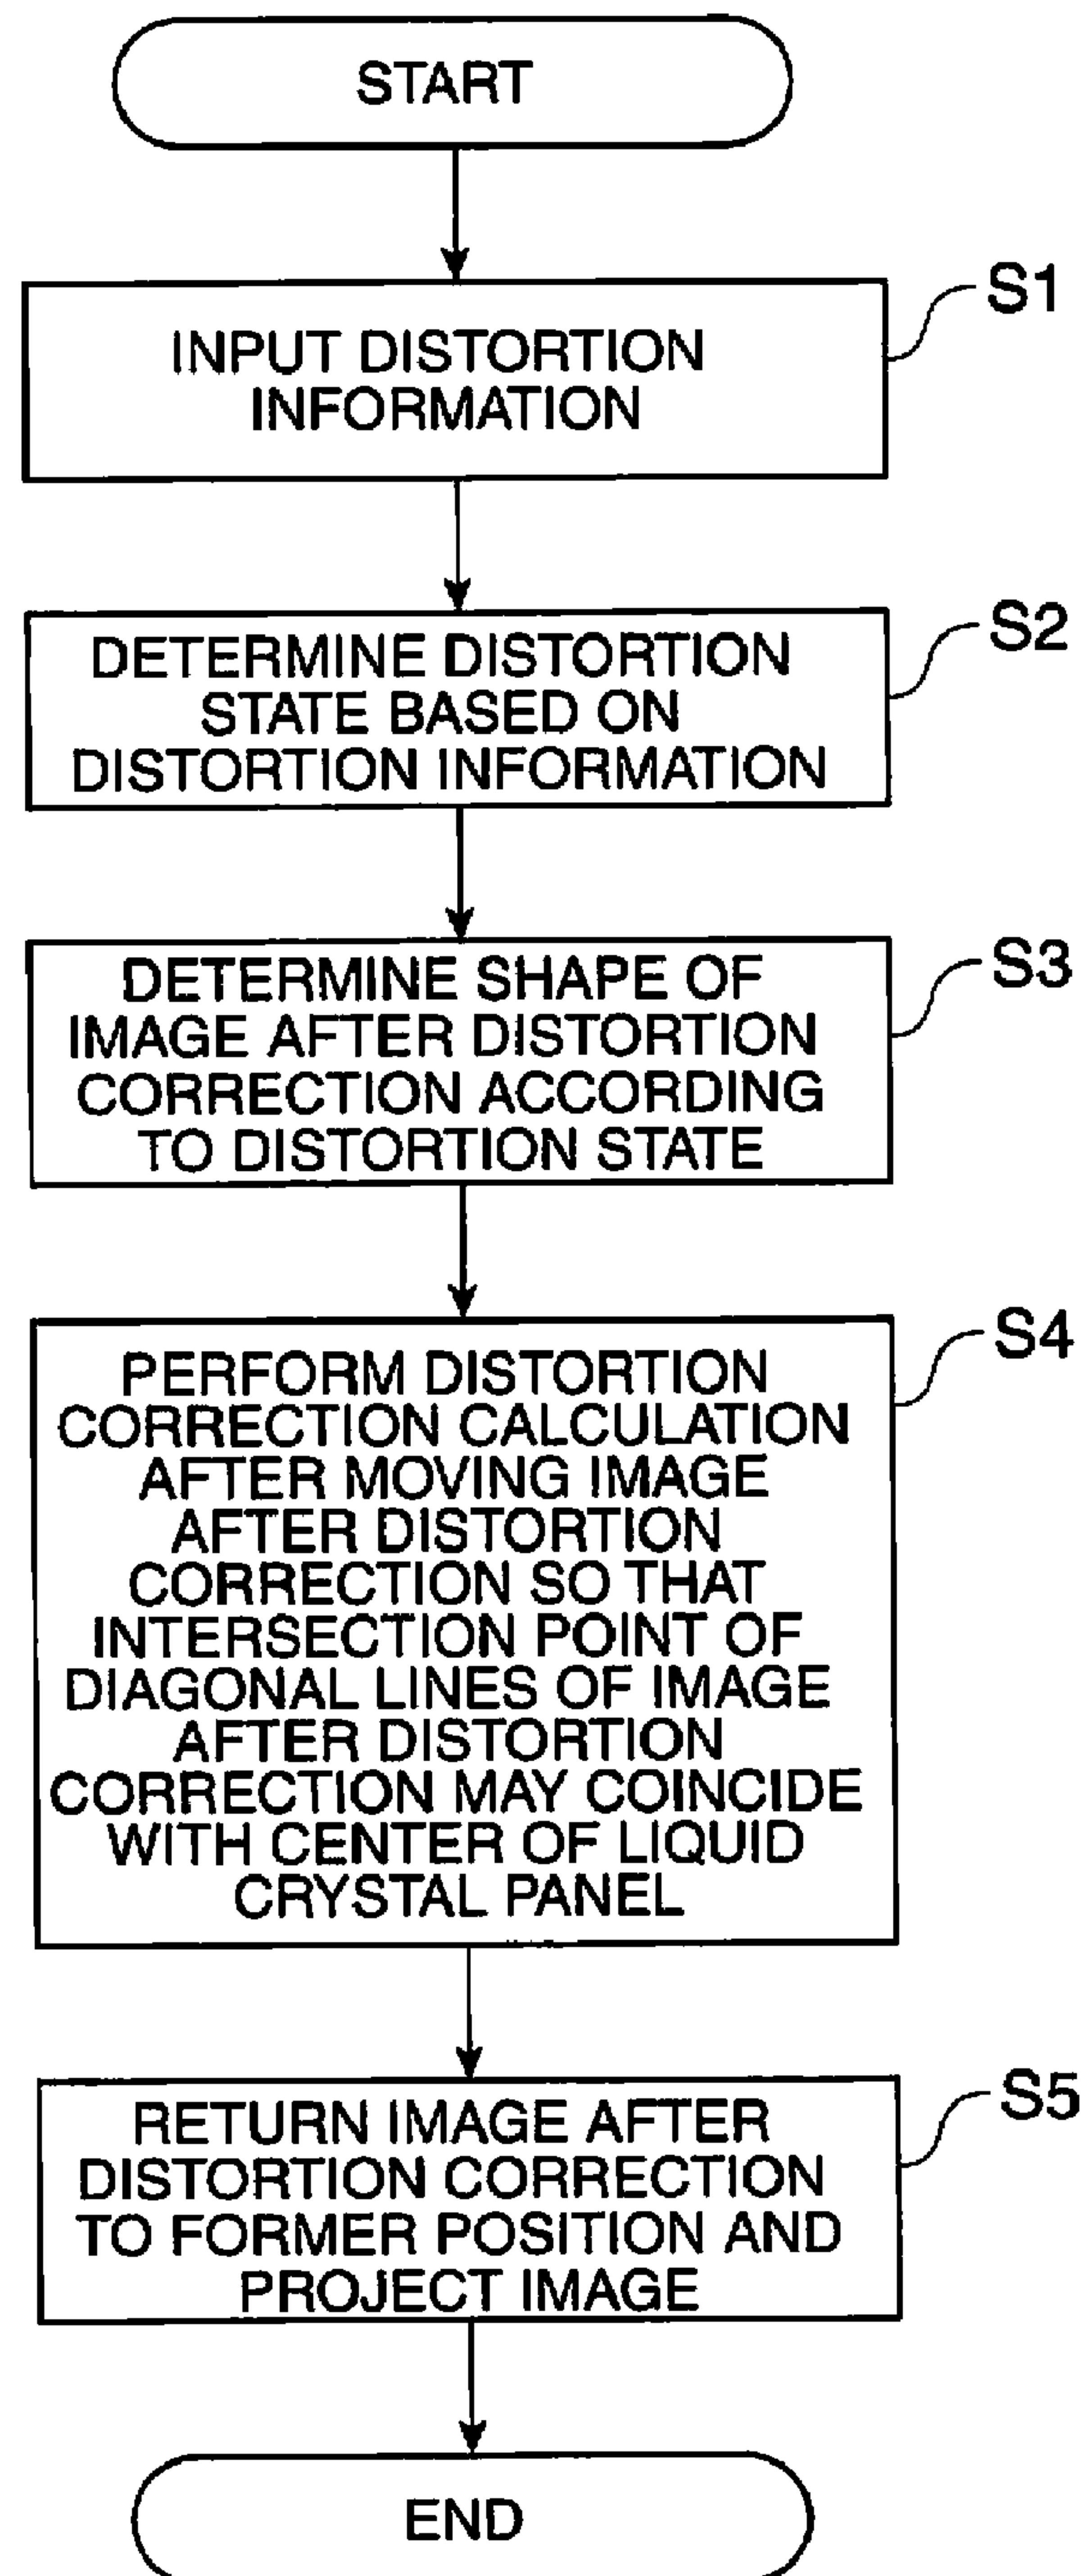 START
S1
INPUT DISTORTION
INFORMATION
S2
DETERMINE DISTORTION
STATE BASED ON
DISTORTION INFORMATION
S3
DETERMINE SHAPE OF
IMAGE AFTER DISTORTION
CORRECTION ACCORDING
TO DISTORTION STATE
S4
PERFORM DISTORTION
CORRECTION CALCULATION
AFTER MOVING IMAGE
AFTER DISTORTION
CORRECTION SO THAT
INTERSECTION POINT OF
DIAGONAL LINES OF IMAGE
AFTER DISTORTION
CORRECTION MAY COINCIDE
WITH CENTER OF LIQUID
CRYSTAL PANEL
S5
RETURN IMAGE AFTER
DISTORTION CORRECTION
TO FORMER POSITION AND
PROJECT IMAGE
END